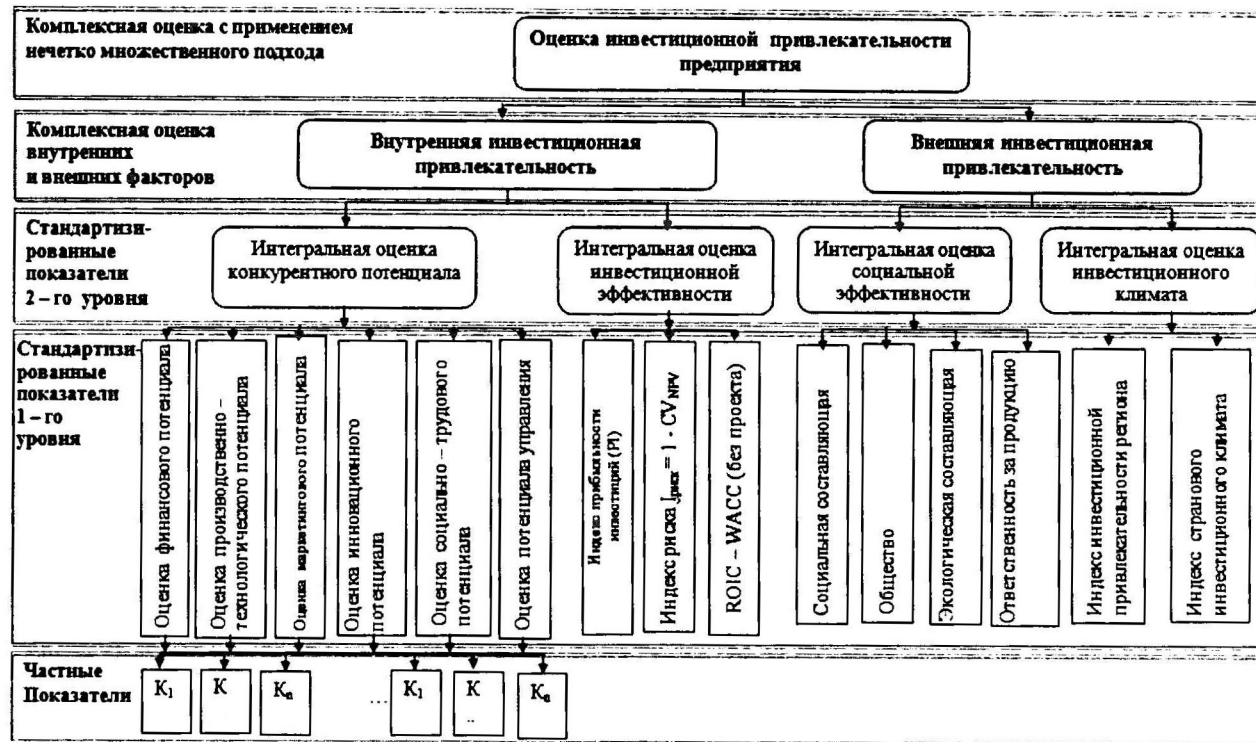 Комплексная оценка с применением
нечетко множественного подхода
Оценка инвестиционной привлекательности
предприятия
Комплексная оценка
внутренних
и внешних факторов
Внутренняя инвестиционная
привлекательность
Внешняя инвестиционная
привлекательность
Стандартизи-
рованные
показатели
2 – го уровня
Интегральная оценка
конкурентного потенциала
Интегральная оценка
инвестиционной
эффективности
Интегральная оценка
социальной
эффективности
Интегральная оценка
инвестиционного
климата
Стандартизи-
рованные
показатели
1 – го
уровня
Оценка финансового потенциала
Оценка производственно –
технологического потенциала
Оценка маркетингового потенциала
Оценка инновационного
потенциала
Оценка социально – трудового
потенциала
Оценка потенциала управления
Индекс прибыльности
инвестиций (PI)
Индекс риска Jриск = 1 - CVNPV
ROIC – WACC (без проекта)
Социальная составляющая
Общество
Экологическая составляющая
Ответственность за продукцию
Индекс инвестиционной
привлекательности региона
Индекс странового
инвестиционного климата
Частные
Показатели
K1
K
Kn
...
K1
K
..
Kn